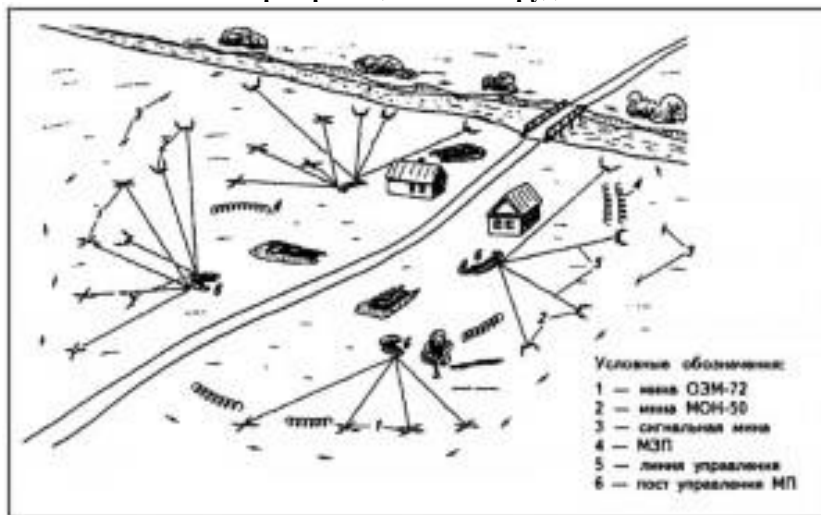 Условные обозначения:
1 — мина ОЗМ-72
2 — мина МОН-50
3 — сигнальная мина
4 — МЗП
5 — линия управления
6 — пост управления МП